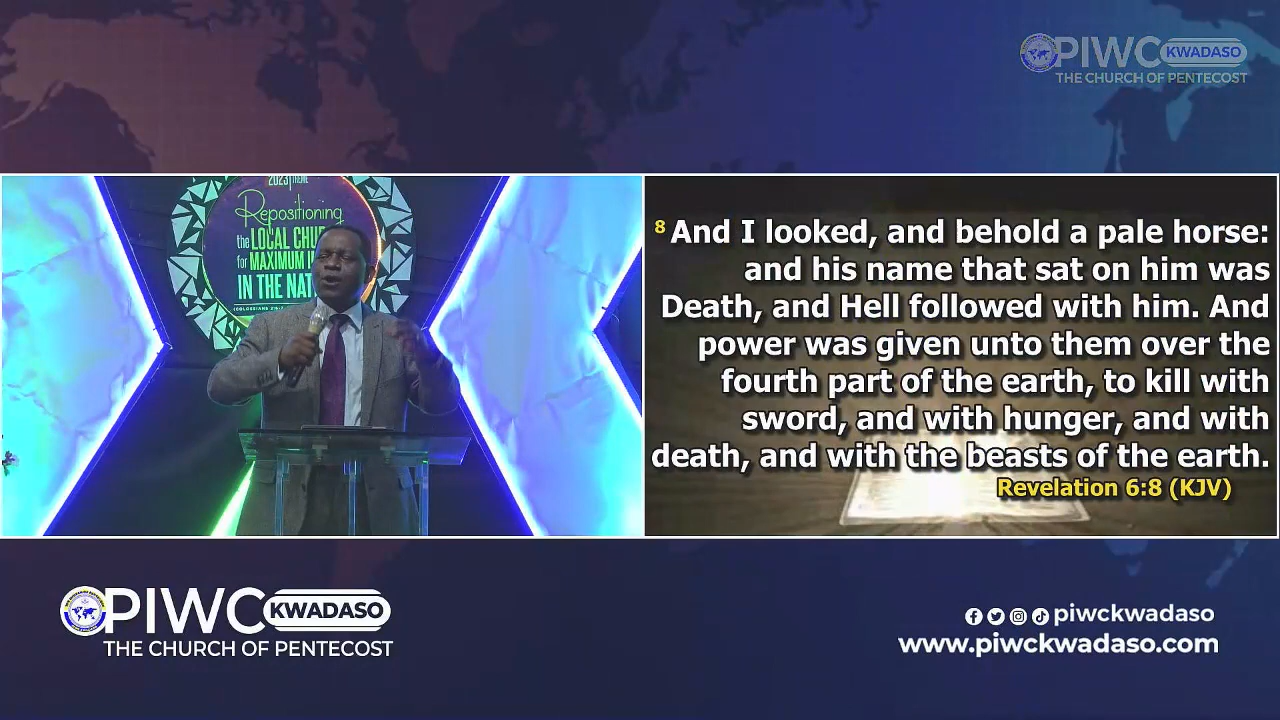 PIWC KWADASO
THE CHURCH OF PENTECOST
2023 THEME
Repositioning
the LOCAL CHU
for MAXIMUM I
IN THE NAT
8 And I looked, and behold a pale horse:
and his name that sat on him was
Death, and Hell followed with him. And
power was given unto them over the
fourth part of the earth, to kill with
sword, and with hunger, and with
death, and with the beasts of the earth.
Revelation 6:8 (KJV)
PIWC KWADASO
THE CHURCH OF PENTECOST
piwckwadaso
www.piwckwadaso.com